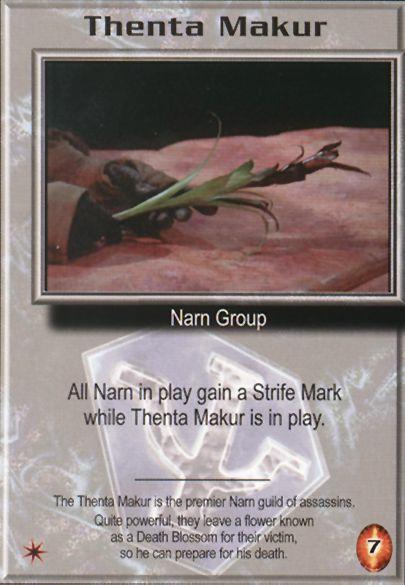 Thenta Makur
Narn Group
All Narn in play gain a Strife Mark
while Thenta Makur is in play.
The Thenta Makur is the premier Narn guild of assassins.
Quite powerful, they leave a flower known
as a Death Blossom for their victim,
so he can prepare for his death.
7